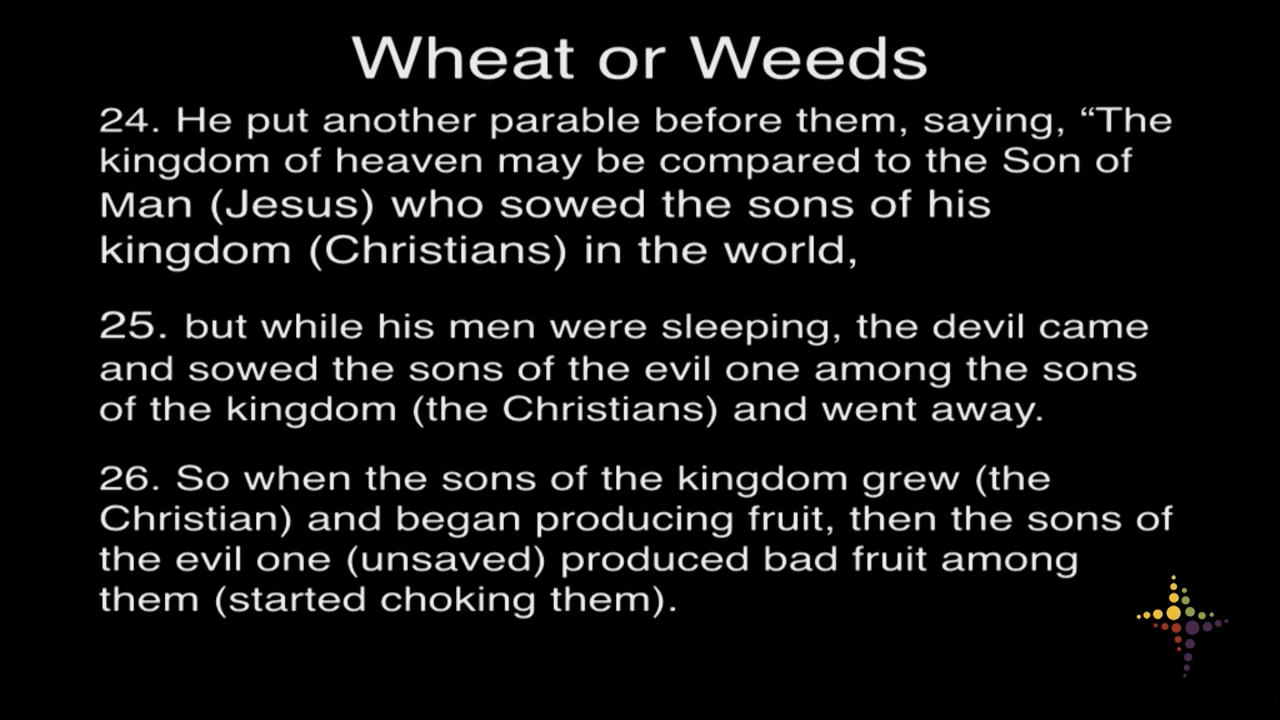 Wheat or Weeds
24. He put another parable before them, saying, “The
kingdom of heaven may be compared to the Son of
Man (Jesus) who sowed the sons of his
kingdom (Christians) in the world,
25. but while his men were sleeping, the devil came
and sowed the sons of the evil one among the sons
of the kingdom (the Christians) and went away.
26. So when the sons of the kingdom grew (the
Christian) and began producing fruit, then the sons of
the evil one (unsaved) produced bad fruit among
them (started choking them).